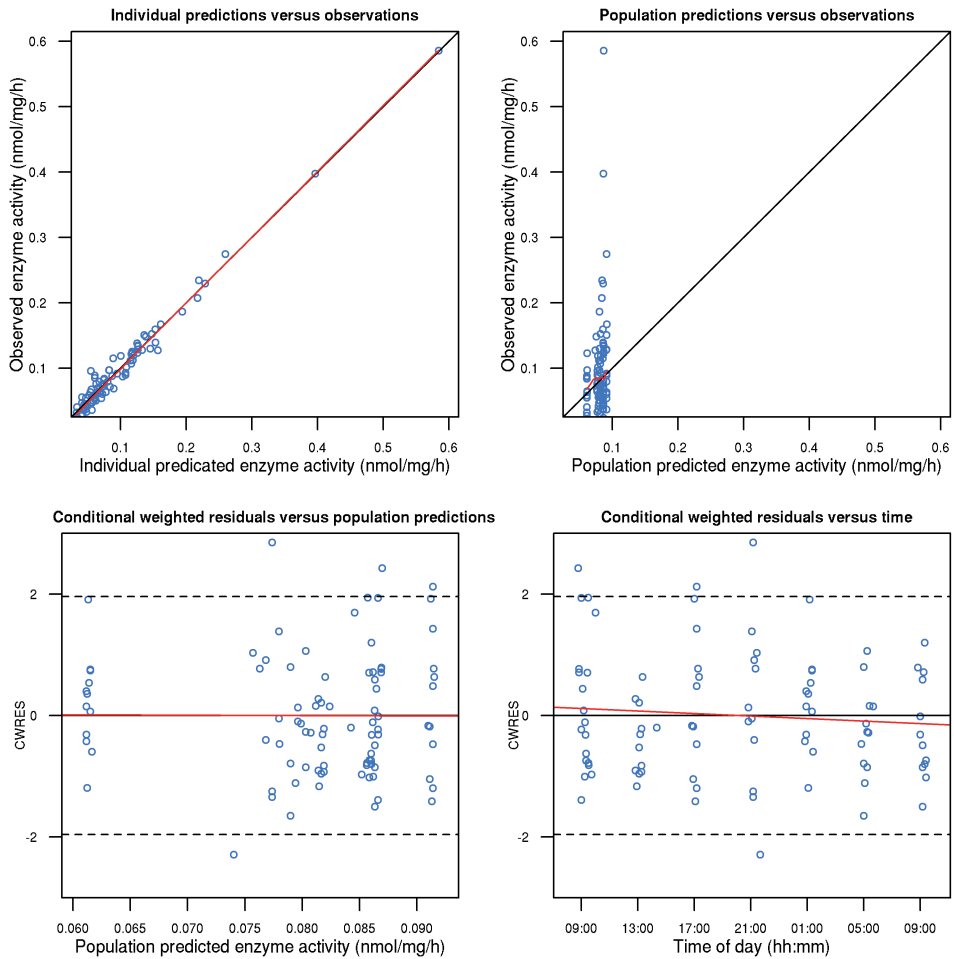 Individual predictions versus observations
Observed enzyme activity (nmol/mg/h)
0.6
0.5
0.4
0.3
0.2
0.1
0.1 0.2 0.3 0.4 0.5 0.6
Individual predicated enzyme activity (nmol/mg/h)
Population predictions versus observations
Observed enzyme activity (nmol/mg/h)
0.6
0.5
0.4
0.3
0.2
0.1
0.1 0.2 0.3 0.4 0.5 0.6
Population predicted enzyme activity (nmol/mg/h)
Conditional weighted residuals versus population predictions
CWRES
2
0
-2
0.060 0.065 0.070 0.075 0.080 0.085 0.090
Population predicted enzyme activity (nmol/mg/h)
Conditional weighted residuals versus time
CWRES
2
0
-2
09:00 13:00 17:00 21:00 01:00 05:00 09:00
Time of day (hh:mm)